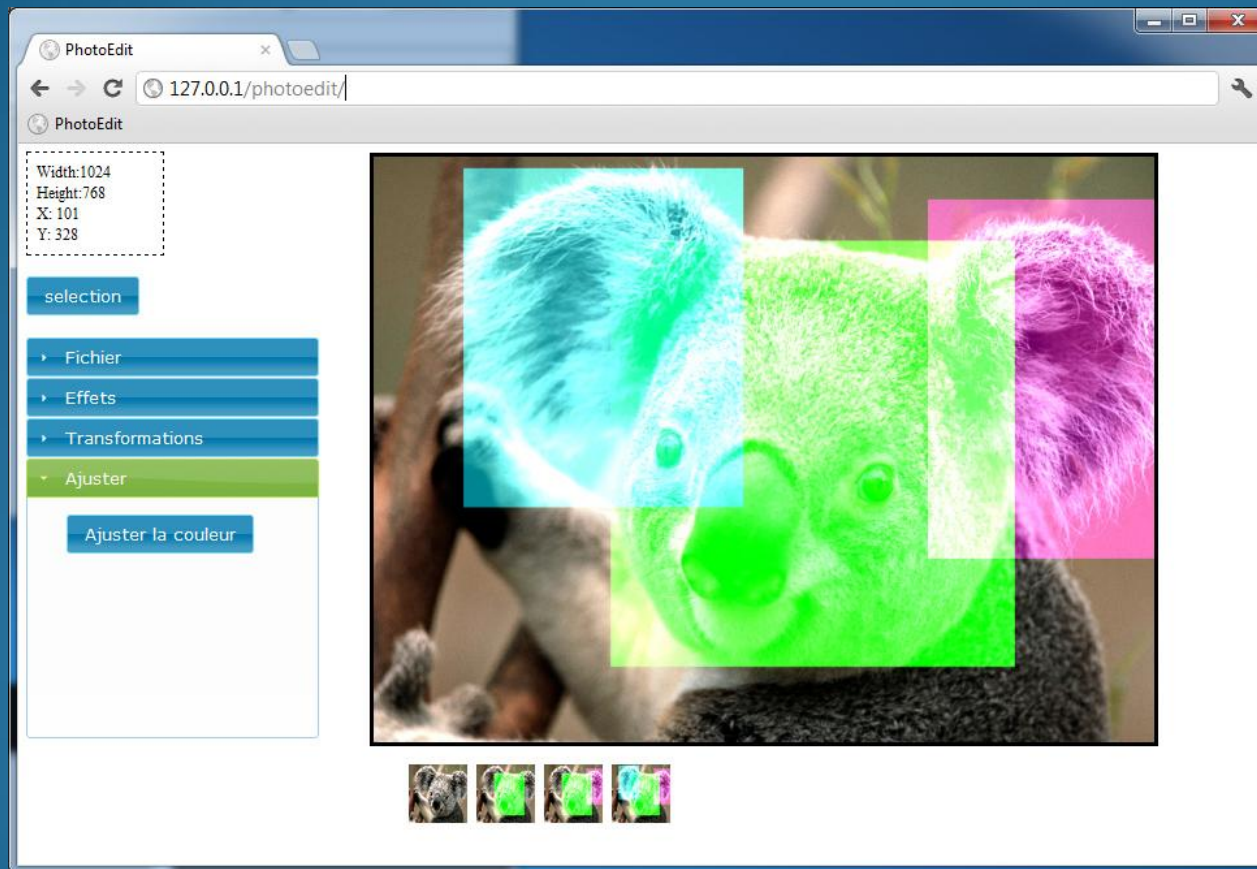 PhotoEdit
127.0.0.1/photoedit/
PhotoEdit
Width:1024
Height:768
X: 101
Y: 328
selection
Fichier
Effets
Transformations
Ajuster
Ajuster la couleur